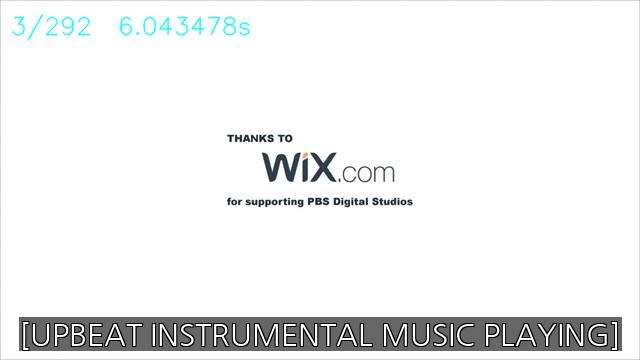 3/292 6.043478s
THANKS TO
WiX.com
for supporting PBS Digital Studios
[UPBEAT INSTRUMENTAL MUSIC PLAYING]